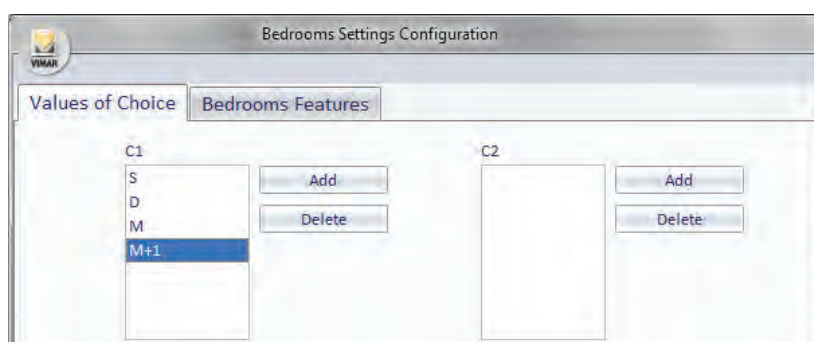 Bedrooms Settings Configuration
VIMAR
Values of Choice Bedrooms Features
C1 C2
S Add Add
D
M Delete Delete
M+1